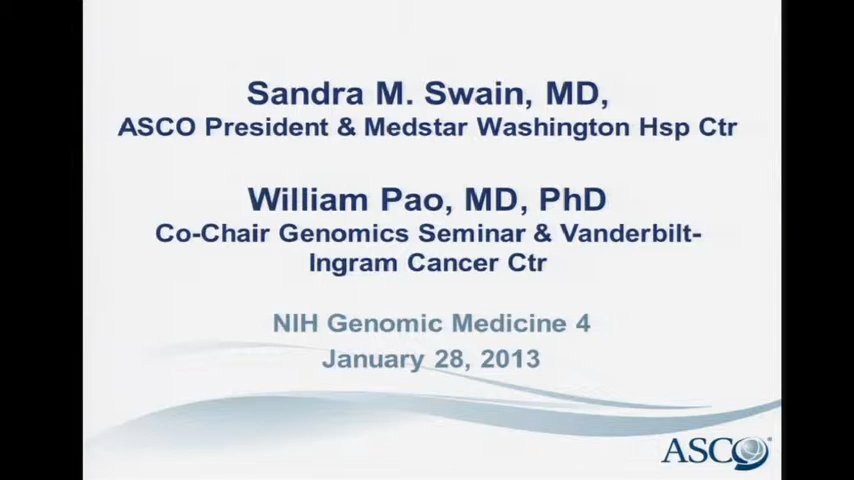 Sandra M. Swain, MD,
ASCO President & Medstar Washington Hsp Ctr
William Pao, MD, PhD
Co-Chair Genomics Seminar & Vanderbilt-
Ingram Cancer Ctr
NIH Genomic Medicine 4
January 28, 2013
ASCO